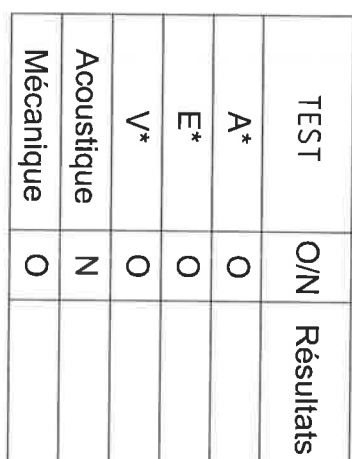 TEST O/N Résultats
A* O
E* O
V* O
Acoustique N
Mécanique O